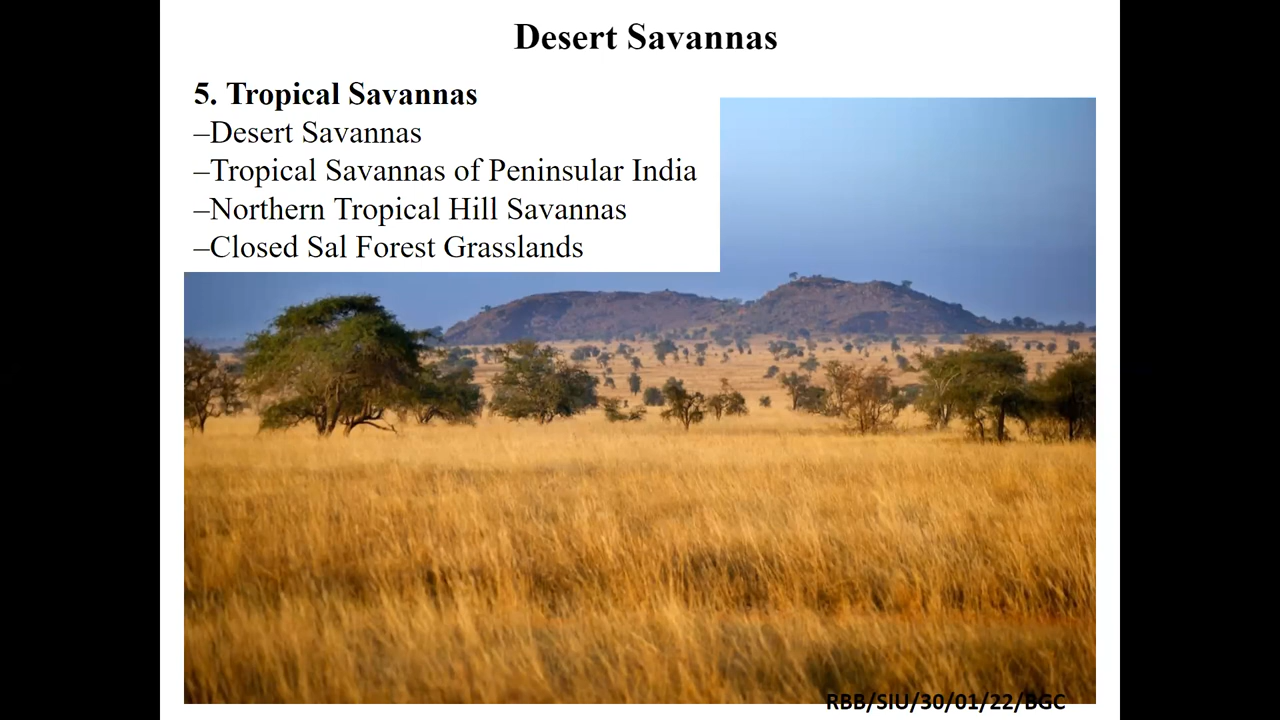 Desert Savannas
5. Tropical Savannas
–Desert Savannas
–Tropical Savannas of Peninsular India
–Northern Tropical Hill Savannas
–Closed Sal Forest Grasslands
RBB/SIU/30/01/22/BGC